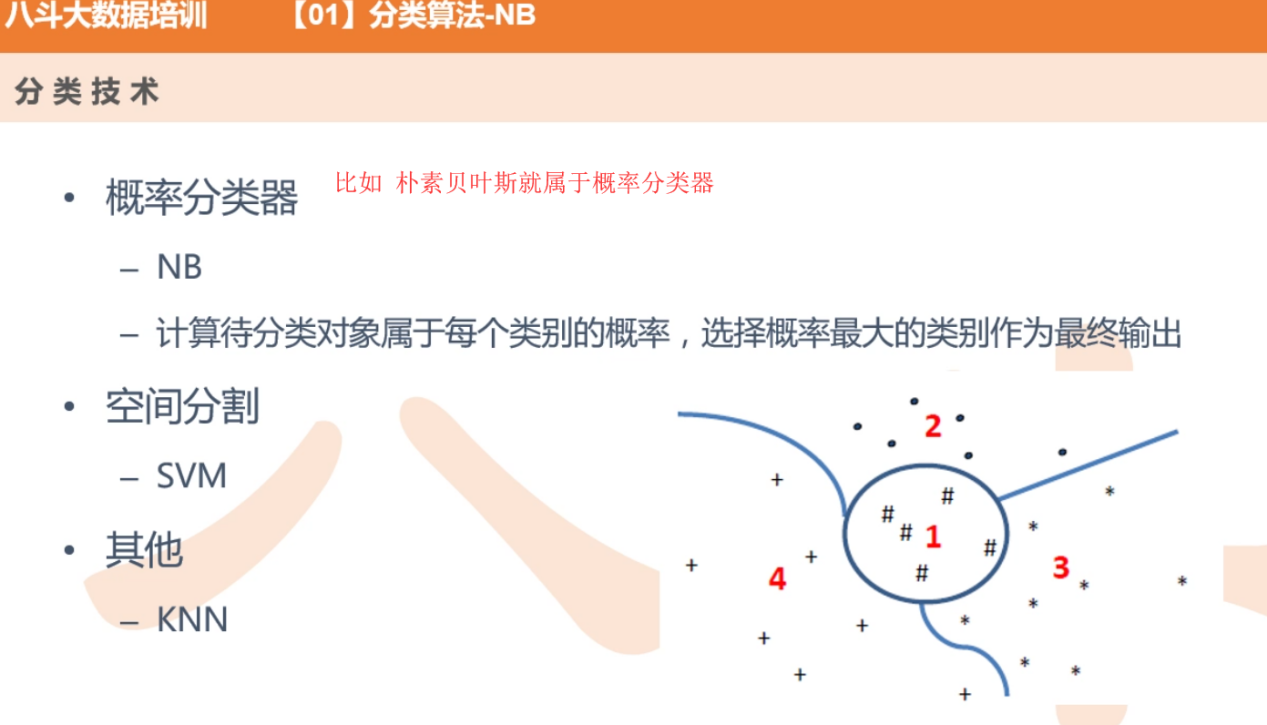 八斗大数据培训 【01】分类算法-NB
分类技术
• 概率分类器 比如 朴素贝叶斯就属于概率分类器
– NB
– 计算待分类对象属于每个类别的概率，选择概率最大的类别作为最终输出
• 空间分割
– SVM
• 其他
– KNN
2
+
*
#
#
*
#
1
#
+
+
#
4
3
*
*
*
+
*
+
*
*
+
+